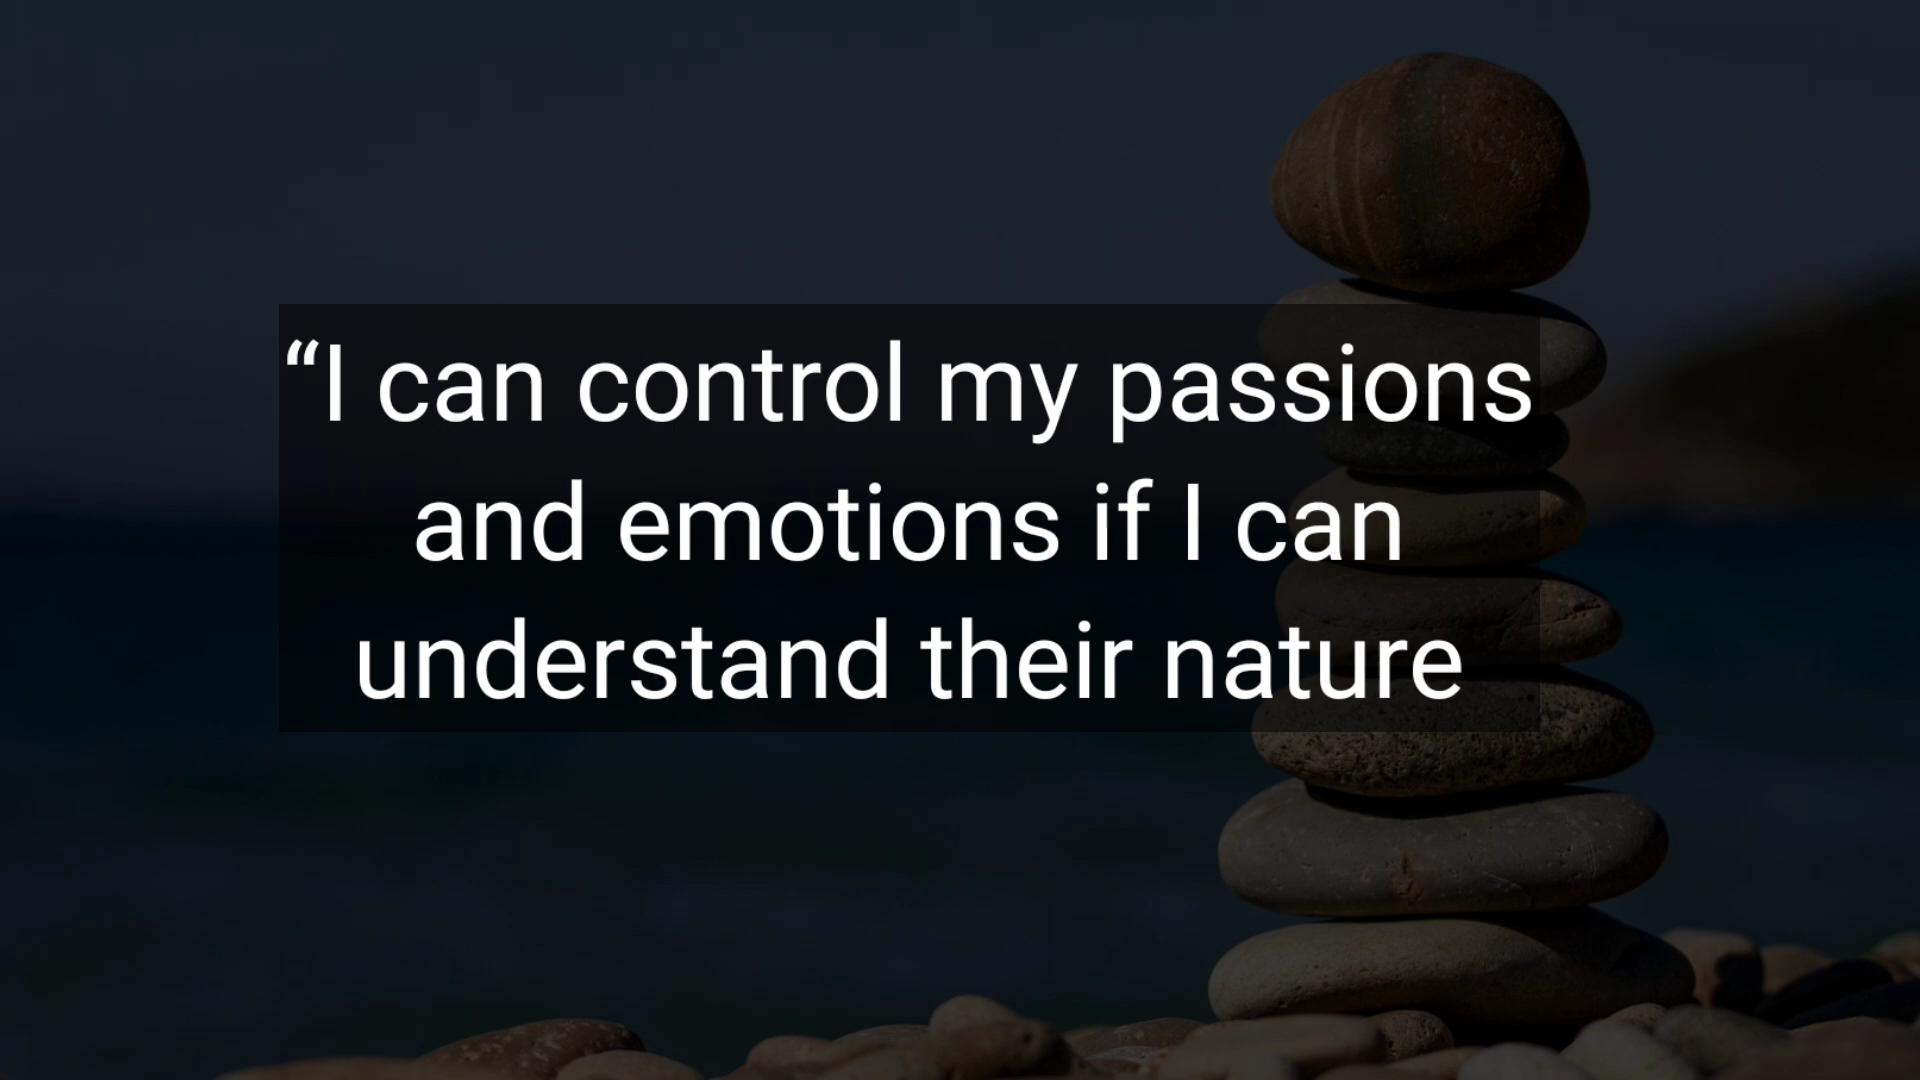 “I can control my passions
and emotions if I can
understand their nature